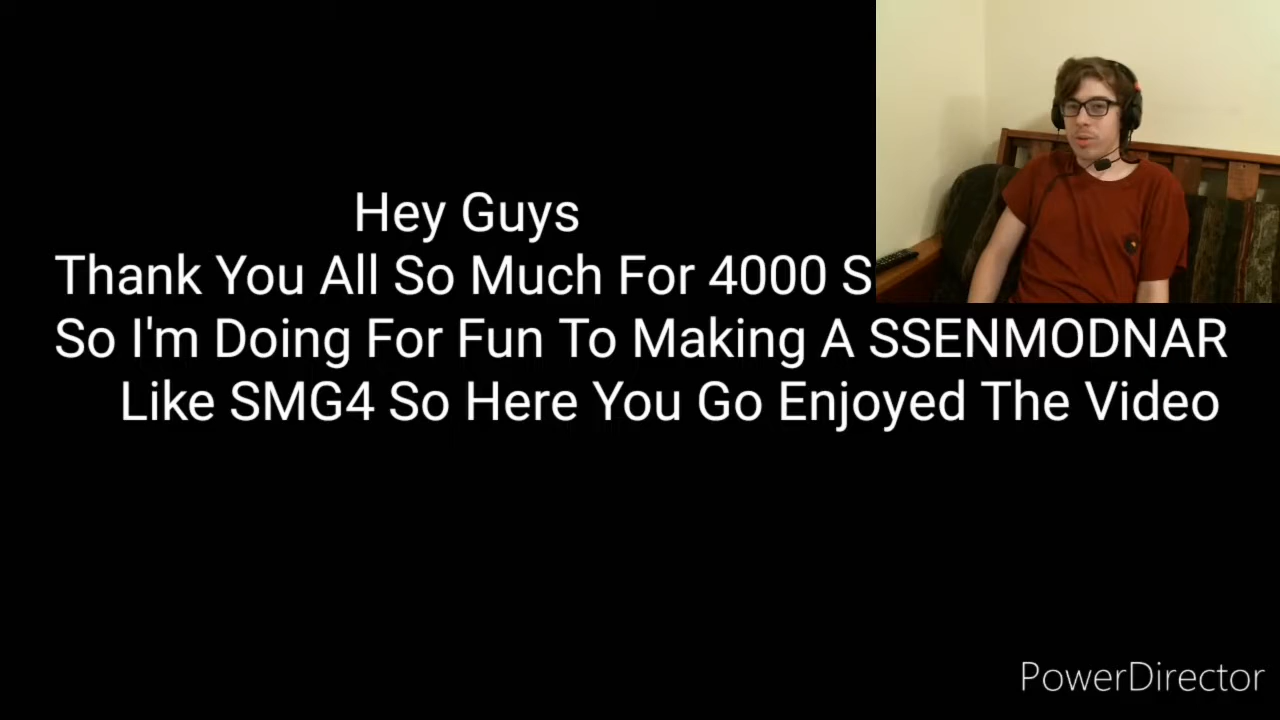 Hey Guys
Thank You All So Much For 4000 S
So I'm Doing For Fun To Making A SSENMODNAR
Like SMG4 So Here You Go Enjoyed The Video
PowerDirector